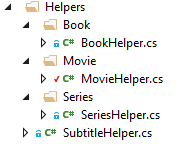 Helpers
Book
C# BookHelper.cs
Movie
C# MovieHelper.cs
Series
C# SeriesHelper.cs
C# SubtitleHelper.cs